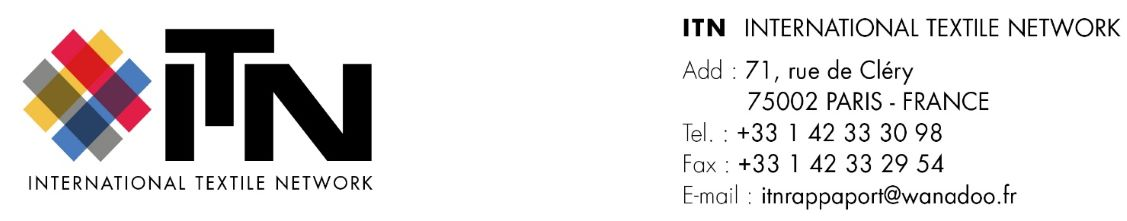 ITN
INTERNATIONAL TEXTILE NETWORK
ITN INTERNATIONAL TEXTILE NETWORK
Add : 71, rue de Cléry
75002 PARIS - FRANCE
Tel. : +33 1 42 33 30 98
Fax : +33 1 42 33 29 54
E-mail : itnrappaport@wanadoo.fr